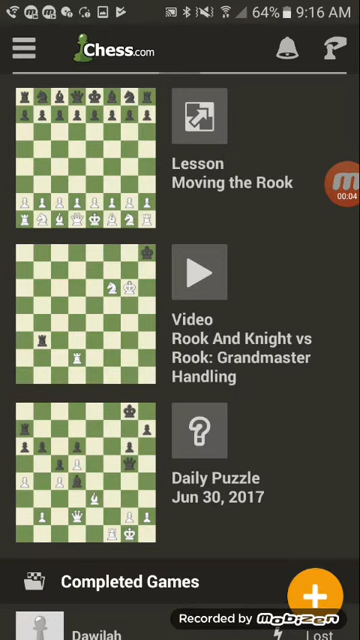 64% 9:16 AM
Chess.com
Lesson
Moving the Rook
00:04
Video
Rook And Knight vs
Rook: Grandmaster
Handling
Daily Puzzle
Jun 30, 2017
Completed Games
Dawilah
Lost
Recorded by Mobizen